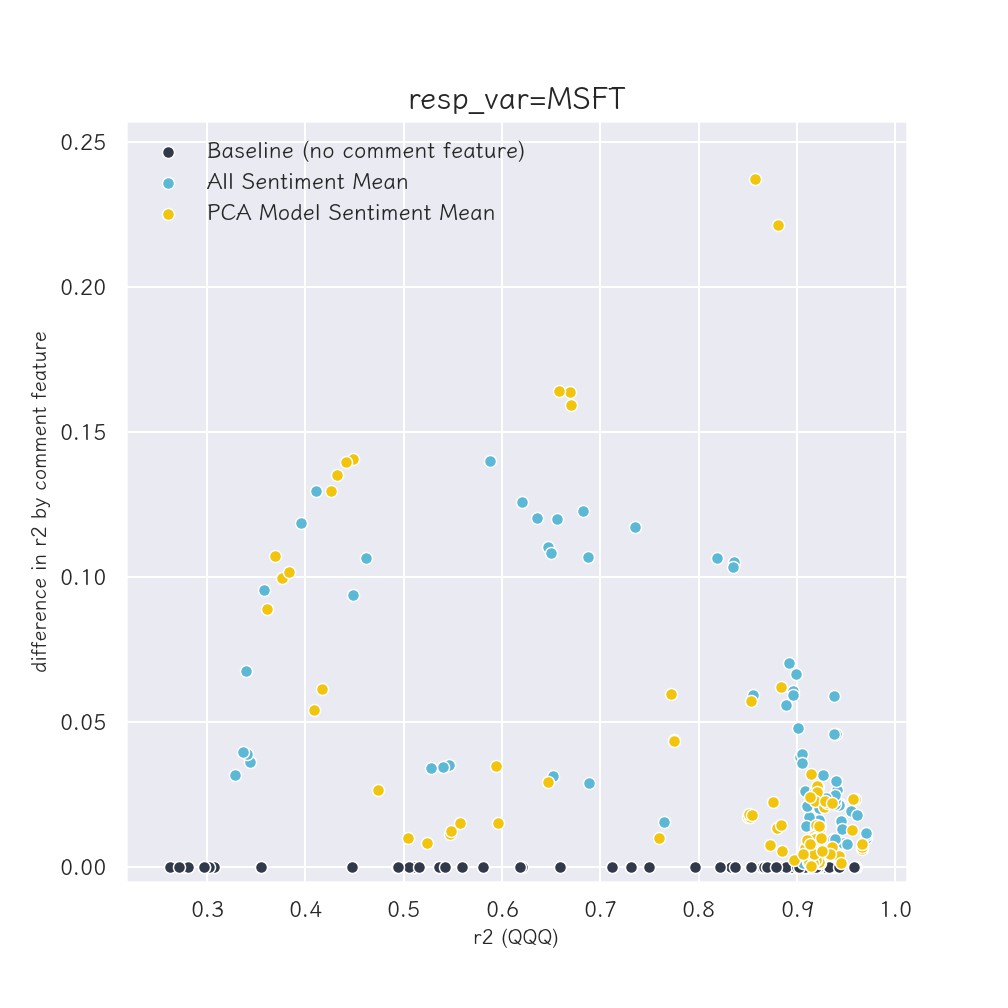 resp_var=MSFT
Baseline (no comment feature)
All Sentiment Mean
PCA Model Sentiment Mean
difference in r2 by comment feature
0.25
0.20
0.15
0.10
0.05
0.00
0.3 0.4 0.5 0.6 0.7 0.8 0.9 1.0
r2 (QQQ)